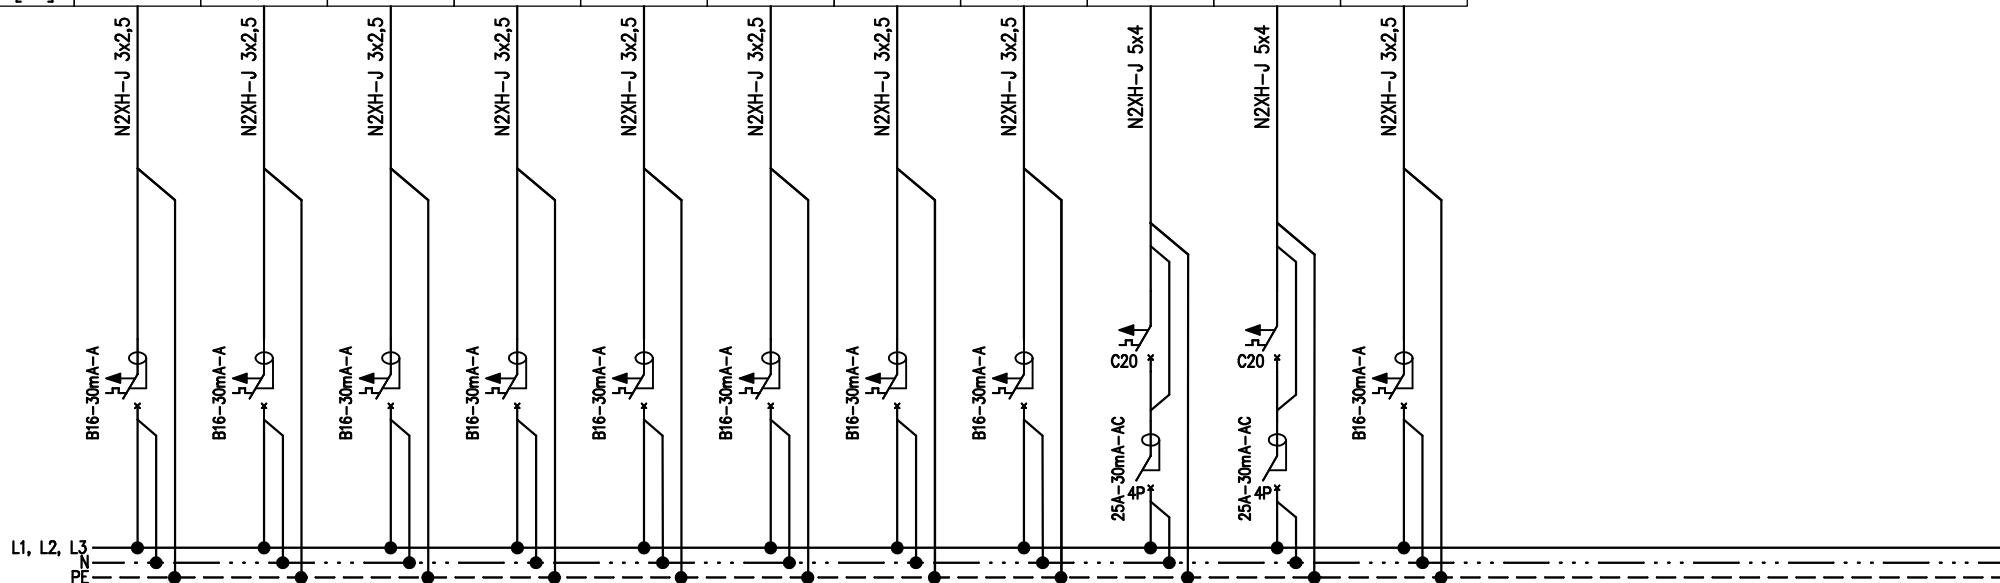 N2XH-J 3x2,5
N2XH-J 3x2,5
N2XH-J 3x2,5
N2XH-J 3x2,5
N2XH-J 3x2,5
N2XH-J 3x2,5
N2XH-J 3x2,5
N2XH-J 3x2,5
N2XH-J 5x4
N2XH-J 5x4
N2XH-J 3x2,5
B16-30mA-A
B16-30mA-A
B16-30mA-A
B16-30mA-A
B16-30mA-A
B16-30mA-A
B16-30mA-A
B16-30mA-A
C20
C20
B16-30mA-A
25A-30mA-AC
4P
25A-30mA-AC
4P
L1, L2, L3
N
PE